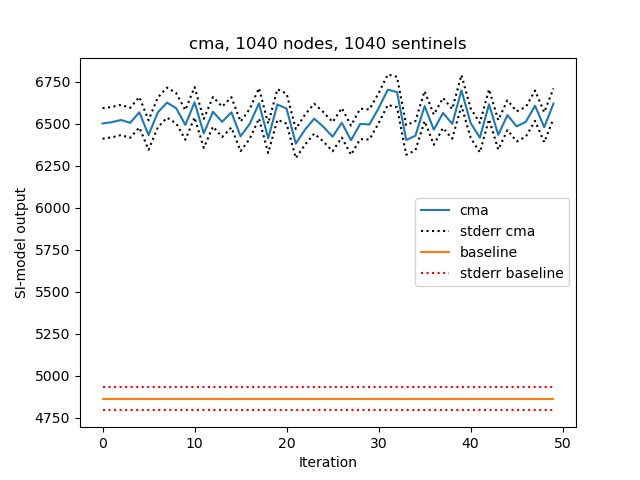 cma, 1040 nodes, 1040 sentinels
6750
6500
6250
6000
5750
5500
5250
5000
4750
SI-model output
cma
stderr cma
baseline
stderr baseline
0 10 20 30 40 50
Iteration